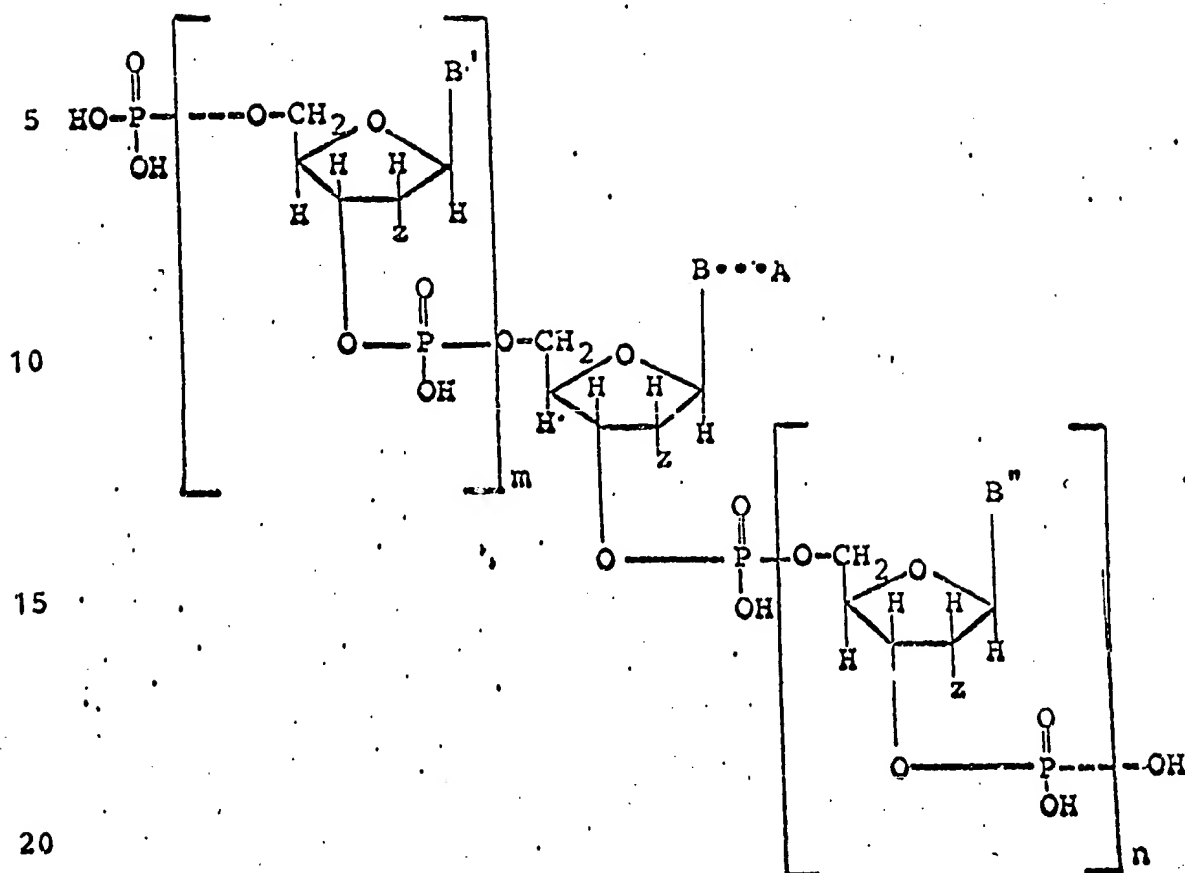 O B'
5 HO-P O-CH2 O
OH H H
H z H
O B•••A
O P O-CH2 O
10 OH H H
H z H
m
O B"
O P O-CH2 O
15 OH H H
H z H
O
O P OH
OH
20 n